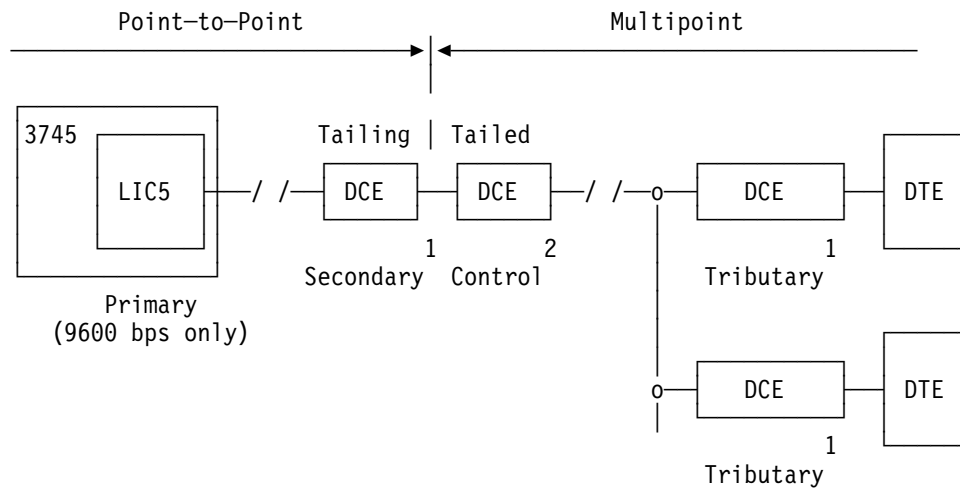 Point—to—Point Multipoint
3745 Tailing Tailed
LIC5 DCE DCE DCE DTE
1 2 1
Secondary Control Tributary
Primary
(9600 bps only)
DCE DTE
1
Tributary